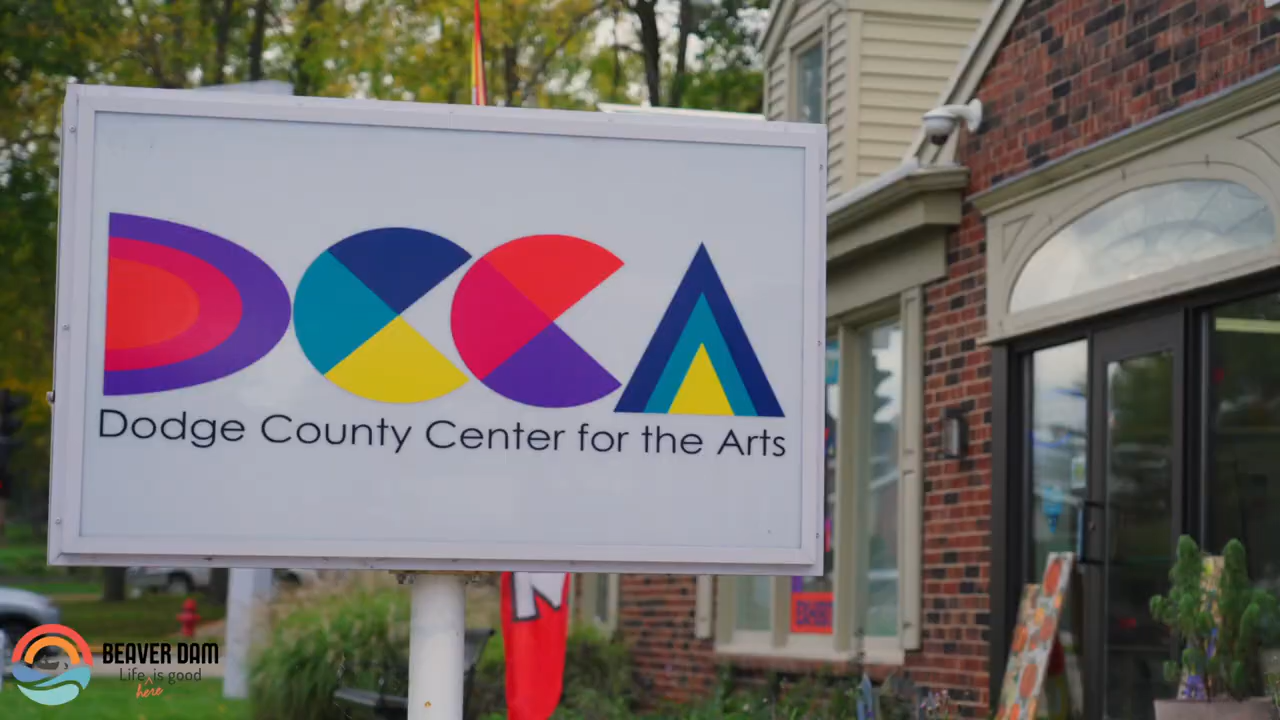 DCCA
Dodge County Center for the Arts
N
BEAVER DAM
Life is good
here